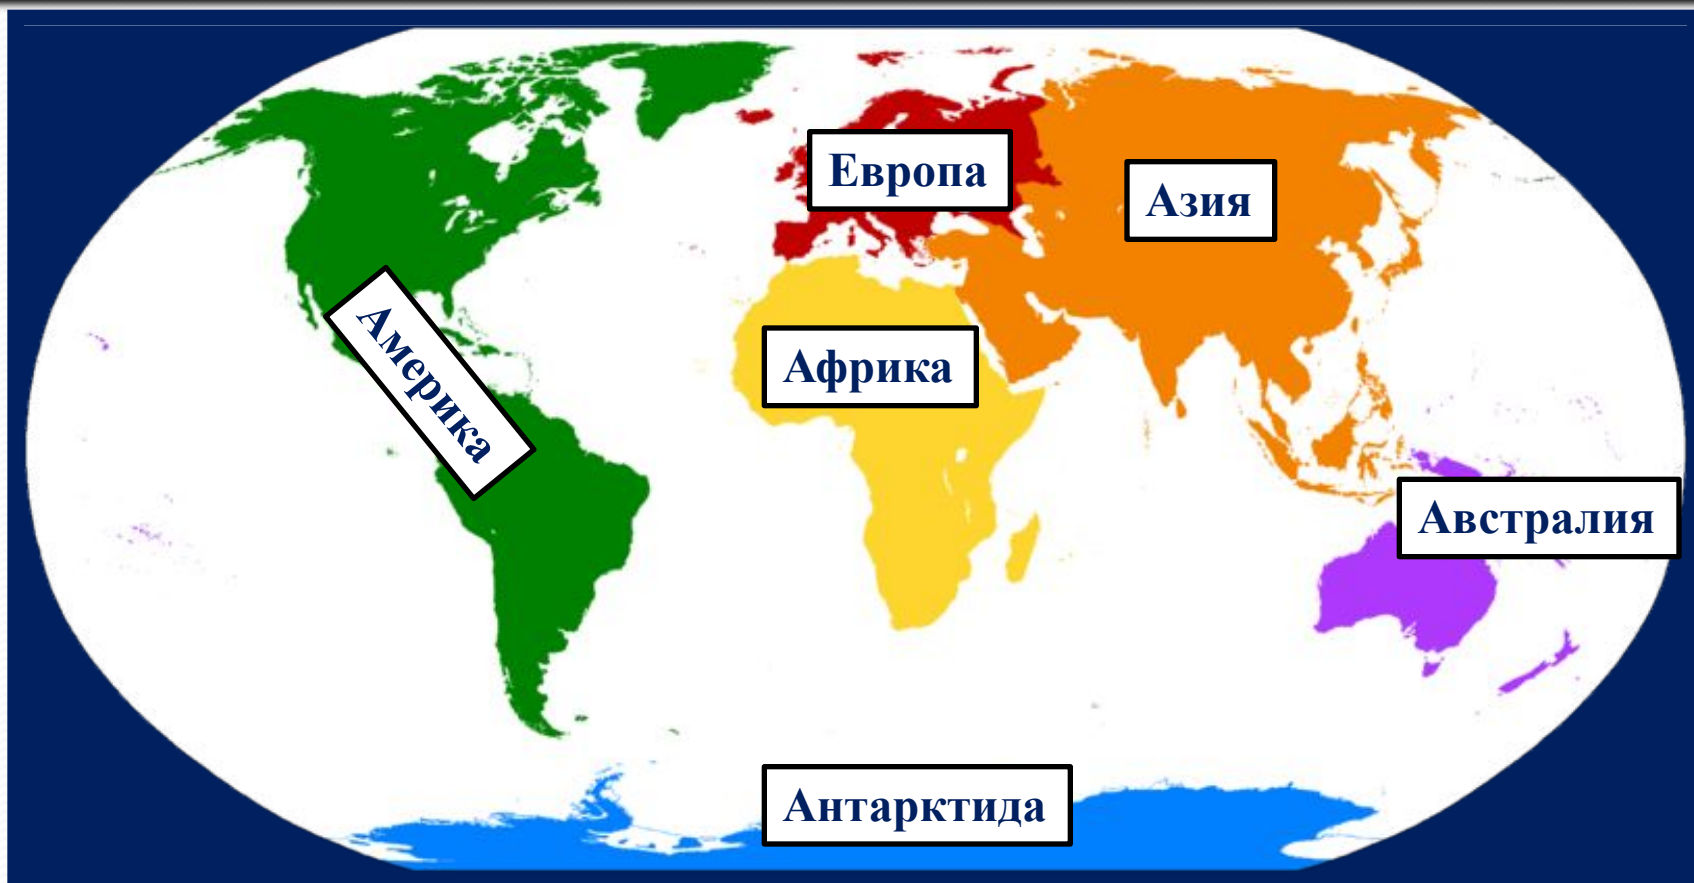 Европа
Азия
Америка
Африка
Австралия
Антарктида